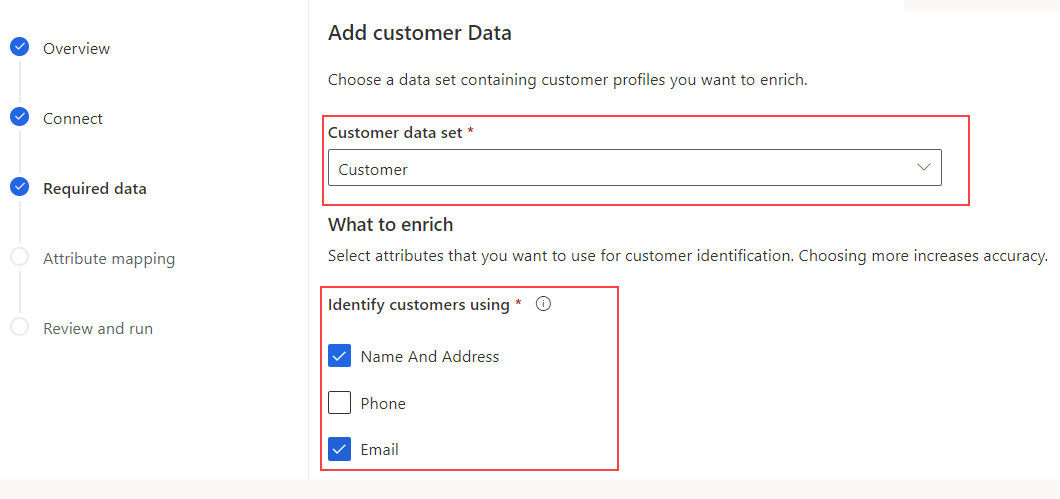 Overview
Connect
Required data
Attribute mapping
Review and run
Add customer Data
Choose a data set containing customer profiles you want to enrich.
Customer data set *
Customer
What to enrich
Select attributes that you want to use for customer identification. Choosing more increases accuracy.
Identify customers using *
Name And Address
Phone
Email